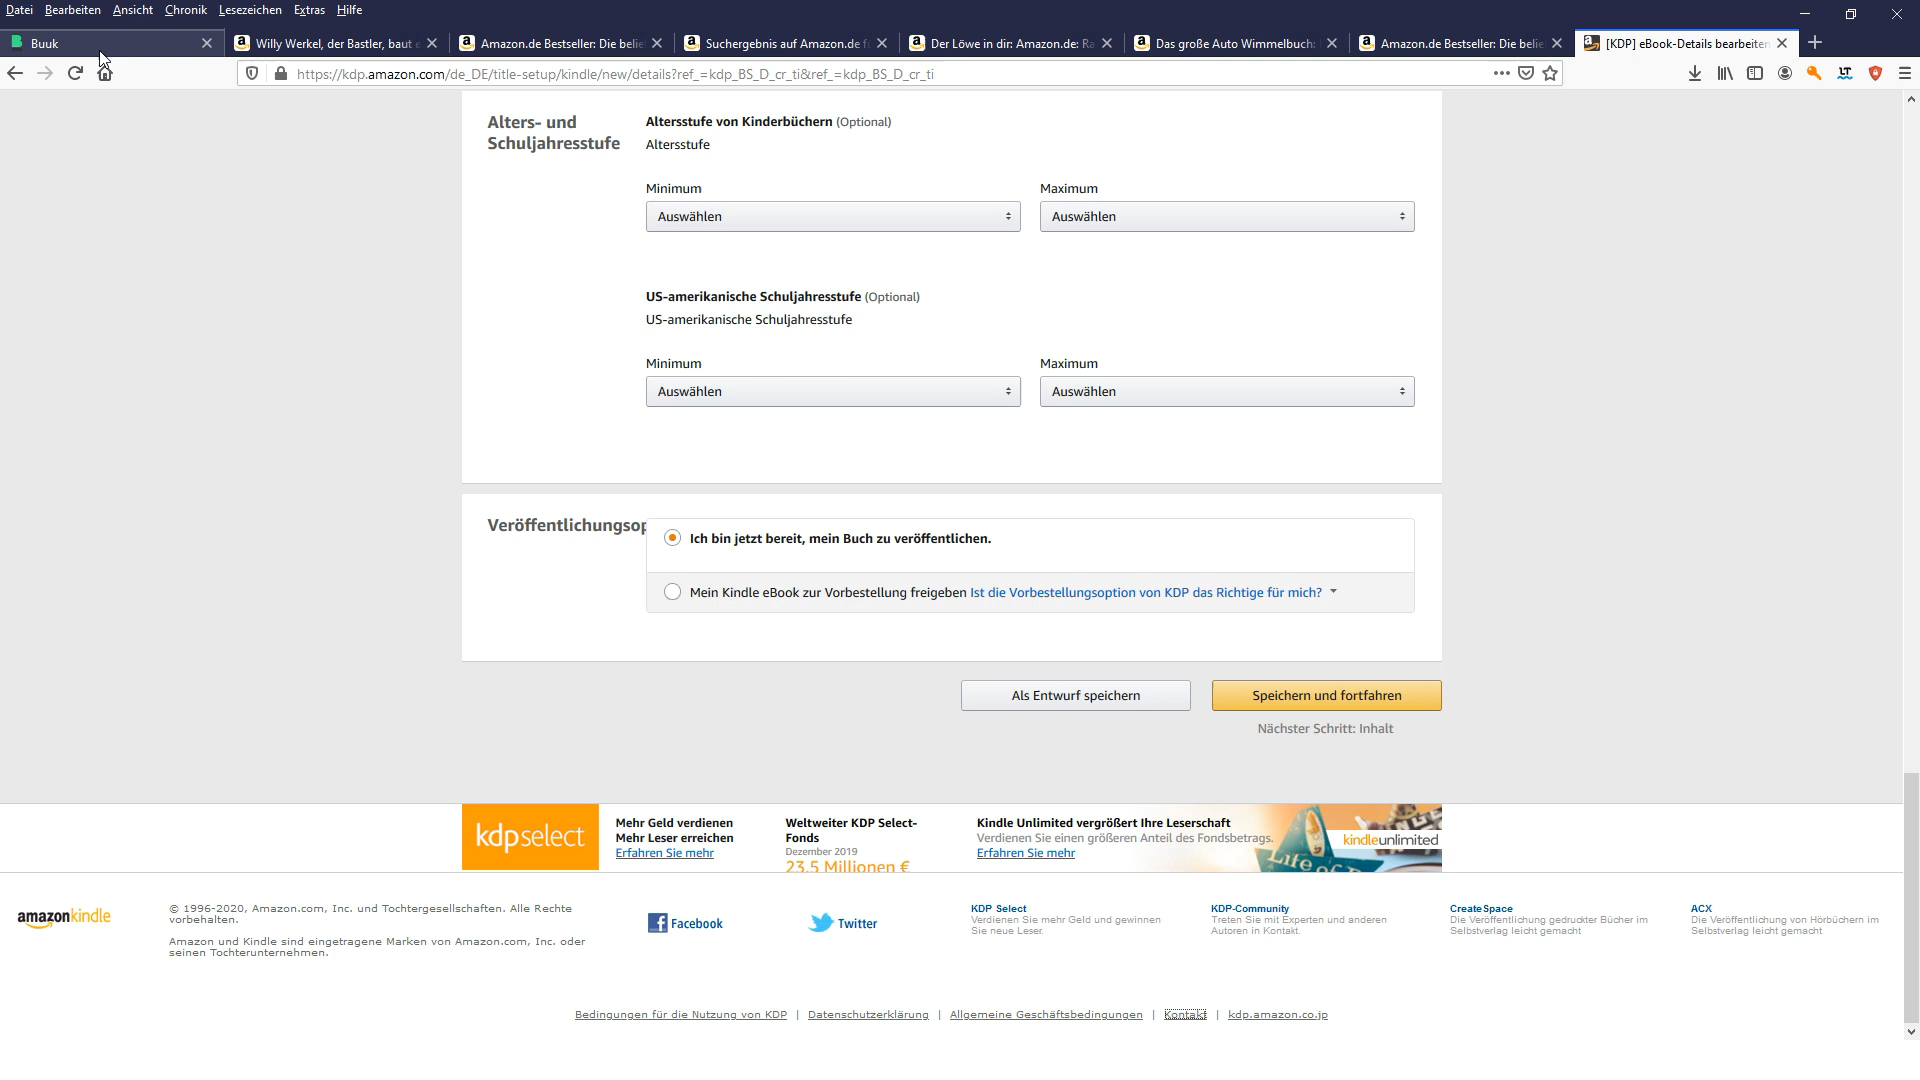 Datei Bearbeiten Ansicht Chronik Lesezeichen Extras Hilfe
Buuk Willy Werkel, der Bastler, baut e Amazon.de Bestseller: Die belie Suchergebnis auf Amazon.de f Der Löwe in dir: Amazon.de: Ra Das große Auto Wimmelbuch: Amazon.de Bestseller: Die belie [KDP] eBook-Details bearbeiten
https://kdp.amazon.com/de_DE/title-setup/kindle/new/details?ref_=kdp_BS_D_cr_ti&ref_=kdp_BS_D_cr_ti
Alters- und
Schuljahresstufe
Altersstufe von Kinderbüchern (Optional)
Altersstufe
Minimum Maximum
Auswählen Auswählen
US-amerikanische Schuljahresstufe (Optional)
US-amerikanische Schuljahresstufe
Minimum Maximum
Auswählen Auswählen
Veröffentlichungsop
Ich bin jetzt bereit, mein Buch zu veröffentlichen.
Mein Kindle eBook zur Vorbestellung freigeben Ist die Vorbestellungsoption von KDP das Richtige für mich?
Als Entwurf speichern Speichern und fortfahren
Nächster Schritt: Inhalt
kdpselect
Mehr Geld verdienen
Mehr Leser erreichen
Erfahren Sie mehr
Weltweiter KDP Select-
Fonds
Dezember 2019
23,5 Millionen €
Kindle Unlimited vergrößert Ihre Leserschaft
Verdienen Sie einen größeren Anteil des Fondsbetrags.
Erfahren Sie mehr
kindleunlimited
Life of
amazonkindle
© 1996-2020, Amazon.com, Inc. und Tochtergesellschaften. Alle Rechte
vorbehalten.
Amazon und Kindle sind eingetragene Marken von Amazon.com, Inc. oder
seinen Tochterunternehmen.
Facebook
Twitter
KDP Select
Verdienen Sie mehr Geld und gewinnen
Sie neue Leser.
KDP-Community
Treten Sie mit Experten und anderen
Autoren in Kontakt.
CreateSpace
Die Veröffentlichung gedruckter Bücher im
Selbstverlag leicht gemacht
ACX
Die Veröffentlichung von Hörbüchern im
Selbstverlag leicht gemacht
Bedingungen für die Nutzung von KDP | Datenschutzerklärung | Allgemeine Geschäftsbedingungen | Kontakt | kdp.amazon.co.jp